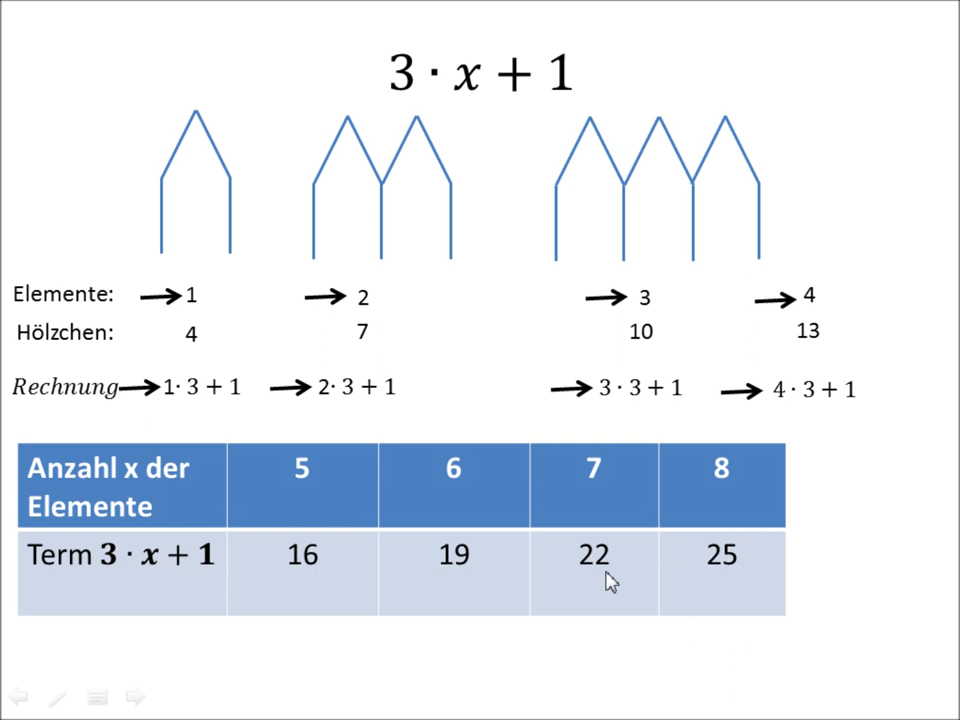 3 · x + 1
Elemente: 1 2 3 4
Hölzchen: 4 7 10 13
Rechnung 1· 3 + 1 2· 3 + 1 3 · 3 + 1 4 · 3 + 1
Anzahl x der Elemente 5 6 7 8
Term 3 · x + 1 16 19 22 25